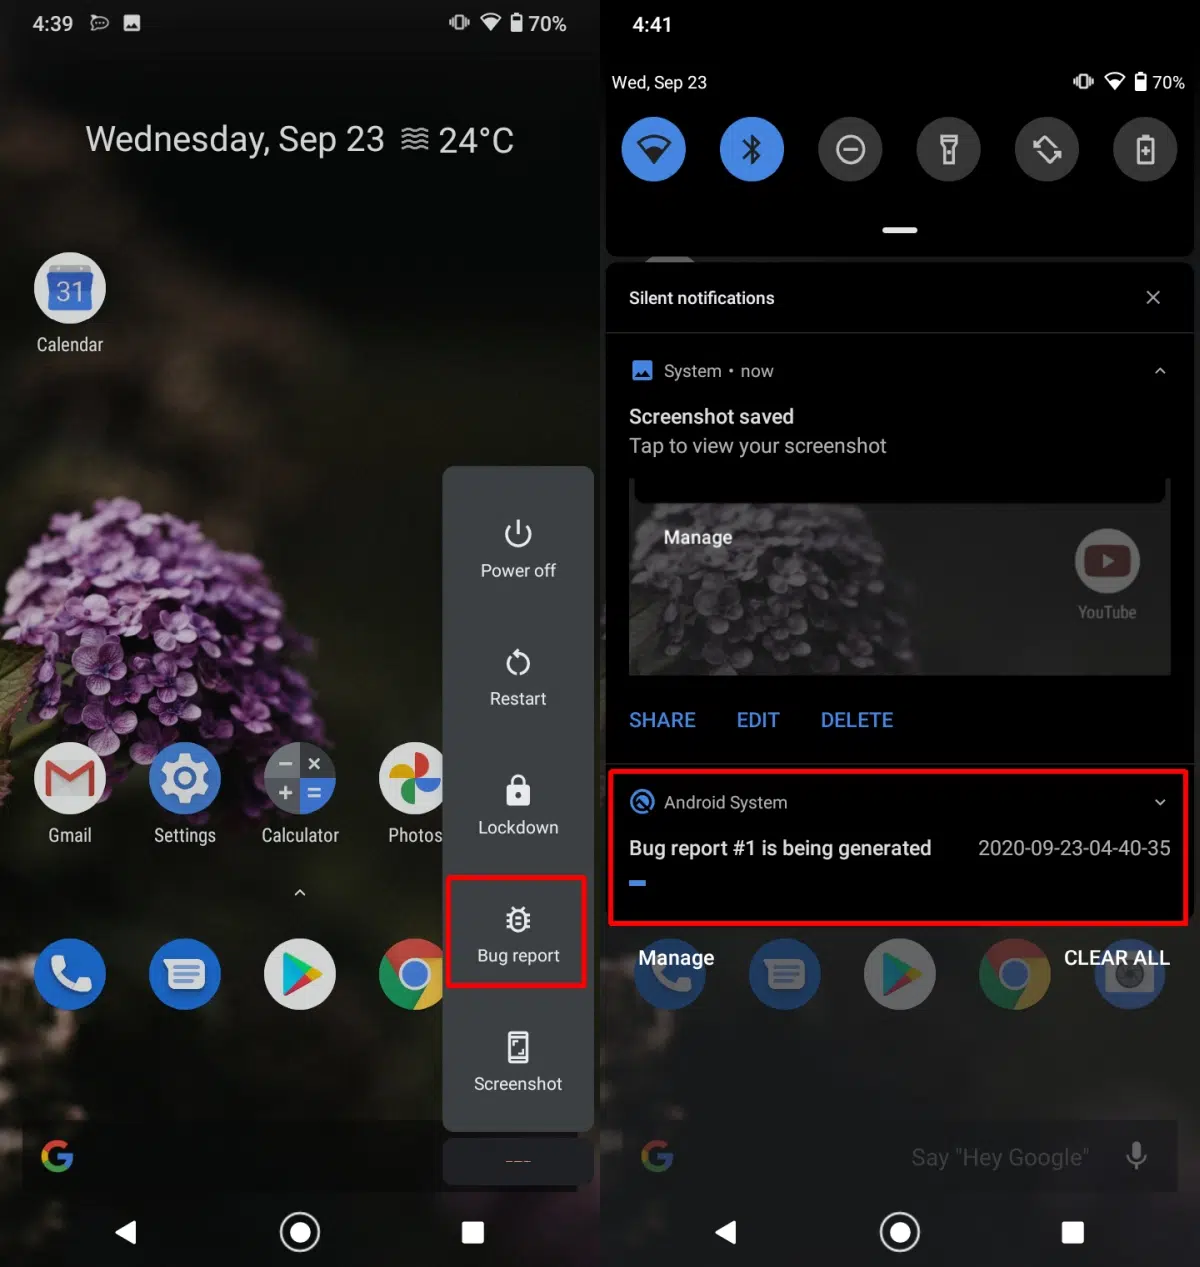 4:39
70%
Wednesday, Sep 23 24°C
31
Calendar
Power off
Restart
Lockdown
Bug report
Screenshot
Gmail
Settings
Calculator
Photos
4:41
Wed, Sep 23
70%
Silent notifications
System • now
Screenshot saved
Tap to view your screenshot
Manage
YouTube
SHARE EDIT DELETE
Android System
Bug report #1 is being generated 2020-09-23-04-40-35
Manage
CLEAR ALL
Say "Hey Google"